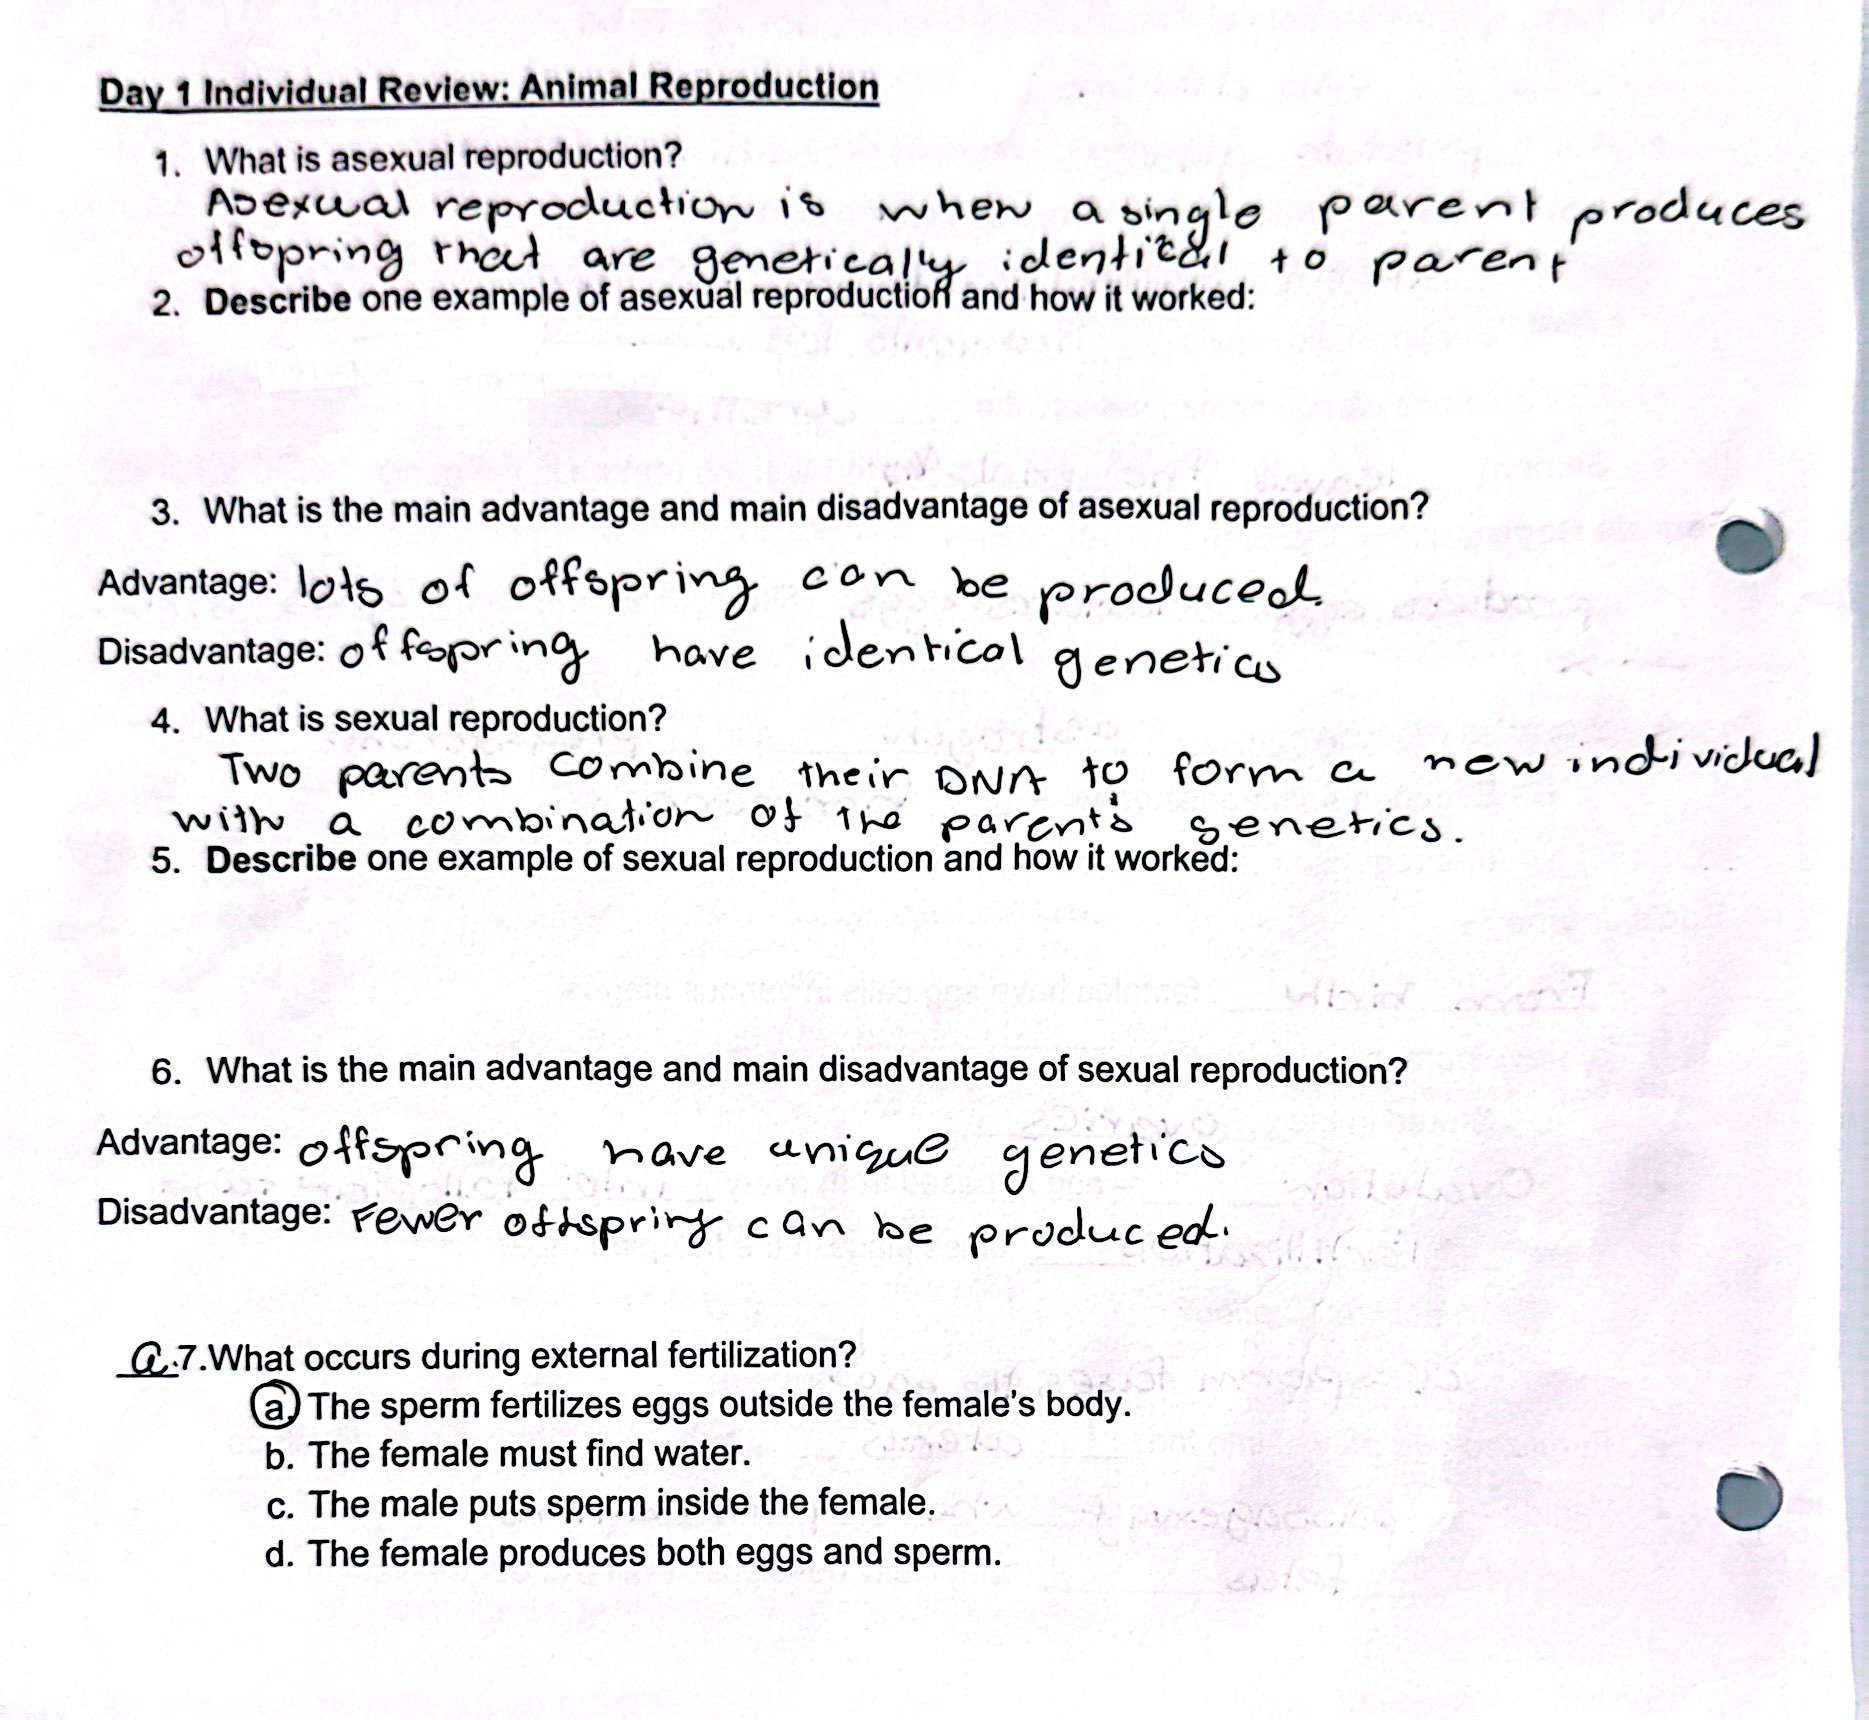 Day 1 Individual Review: Animal Reproduction
1. What is asexual reproduction?
Asexual reproduction is when a single parent produces
offspring that are genetically identical to parent
2. Describe one example of asexual reproduction and how it worked:
3. What is the main advantage and main disadvantage of asexual reproduction?
Advantage: lots of offspring can be produced.
Disadvantage: offspring have identical genetics
4. What is sexual reproduction?
Two parents combine their DNA to form a new individual
with a combination of the parent's genetics.
5. Describe one example of sexual reproduction and how it worked:
6. What is the main advantage and main disadvantage of sexual reproduction?
Advantage: offspring have unique genetics
Disadvantage: Fewer offspring can be produced.
a.7.What occurs during external fertilization?
a. The sperm fertilizes eggs outside the female's body.
b. The female must find water.
c. The male puts sperm inside the female.
d. The female produces both eggs and sperm.